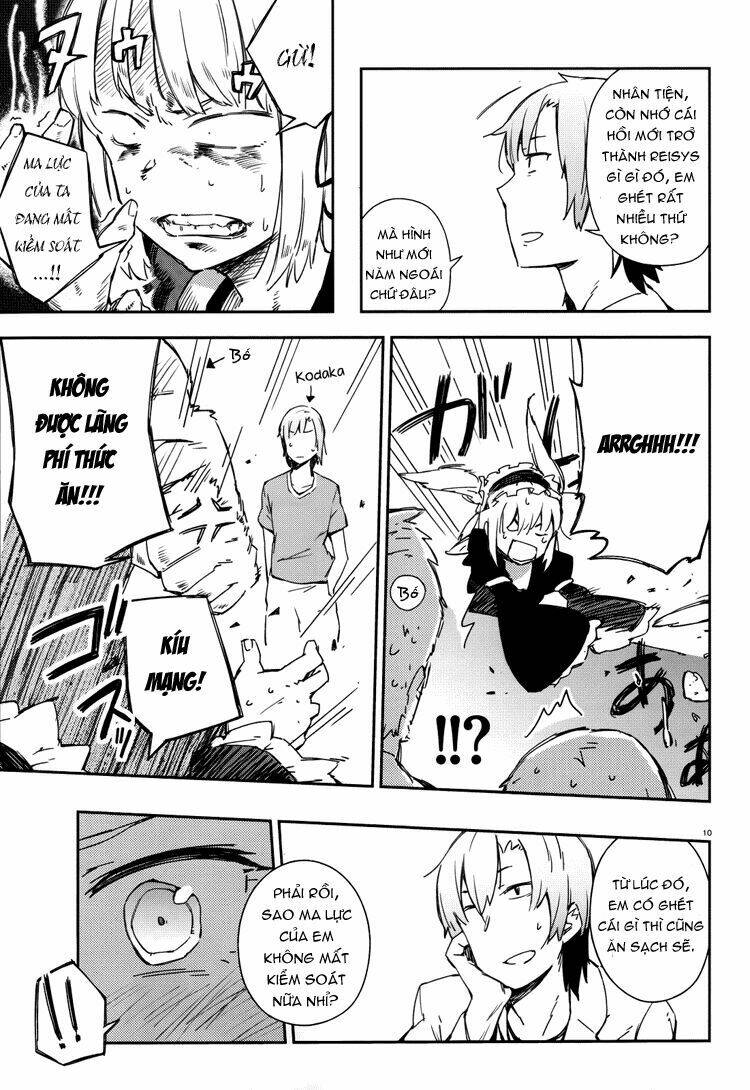 NHÂN TIỆN,
CÒN NHỚ CÁI
HỒI MỚI TRỞ
THÀNH REISYS
GÌ GÌ ĐÓ, EM
GHÉT RẤT
NHIỀU THỨ
KHÔNG?
MÀ HÌNH
NHƯ MỚI
NĂM NGOÁI
CHỨ ĐÂU?
GỪ!
MA LỰC
CỦA TA
ĐANG MẤT
KIỂM SOÁT
...!!
ARRGHHH!!!
Bó
!!?
Bó
Kodaka
KHÔNG
ĐƯỢC LÃNG
PHÍ THỨC
ĂN!!!
KÍU
MẠNG!
10
TỪ LÚC ĐÓ,
EM CÓ GHÉT
CÁI GÌ THÌ CŨNG
ĂN SẠCH SẼ.
PHẢI RỒI,
SAO MA LỰC
CỦA EM
KHÔNG MẤT
KIỂM SOÁT
NỮA NHỈ?
!!